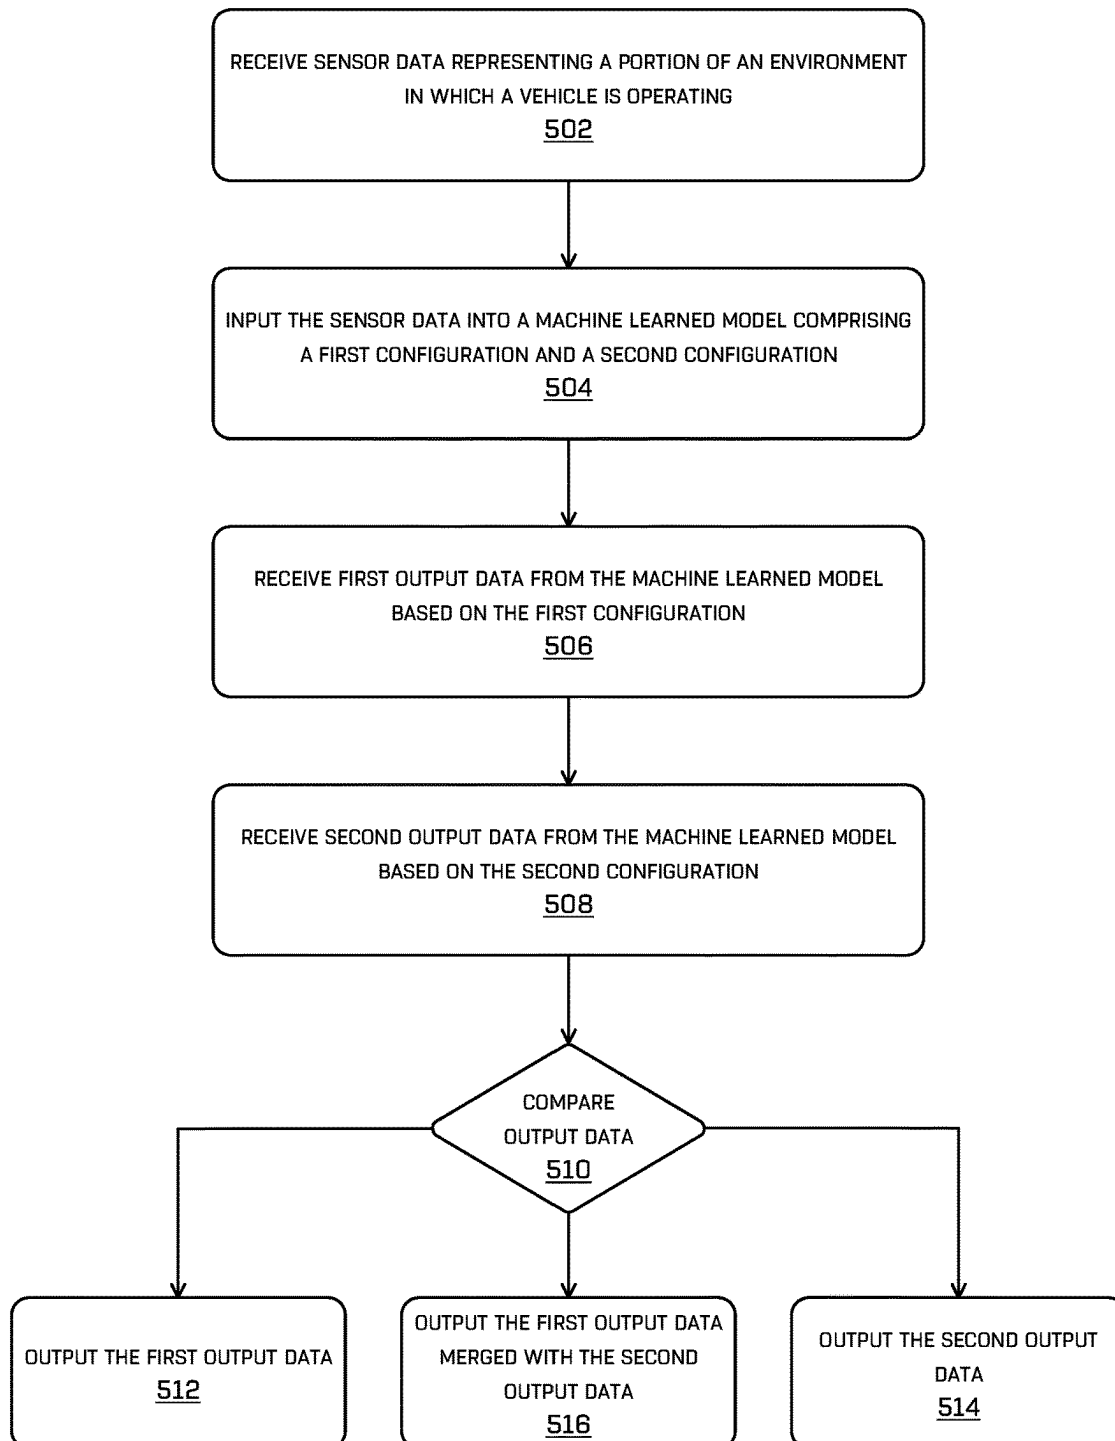 RECEIVE SENSOR DATA REPRESENTING A PORTION OF AN ENVIRONMENT
IN WHICH A VEHICLE IS OPERATING
502
INPUT THE SENSOR DATA INTO A MACHINE LEARNED MODEL COMPRISING
A FIRST CONFIGURATION AND A SECOND CONFIGURATION
504
RECEIVE FIRST OUTPUT DATA FROM THE MACHINE LEARNED MODEL
BASED ON THE FIRST CONFIGURATION
506
RECEIVE SECOND OUTPUT DATA FROM THE MACHINE LEARNED MODEL
BASED ON THE SECOND CONFIGURATION
508
COMPARE
OUTPUT DATA
510
OUTPUT THE FIRST OUTPUT DATA
512
OUTPUT THE FIRST OUTPUT DATA
MERGED WITH THE SECOND
OUTPUT DATA
516
OUTPUT THE SECOND OUTPUT
DATA
514